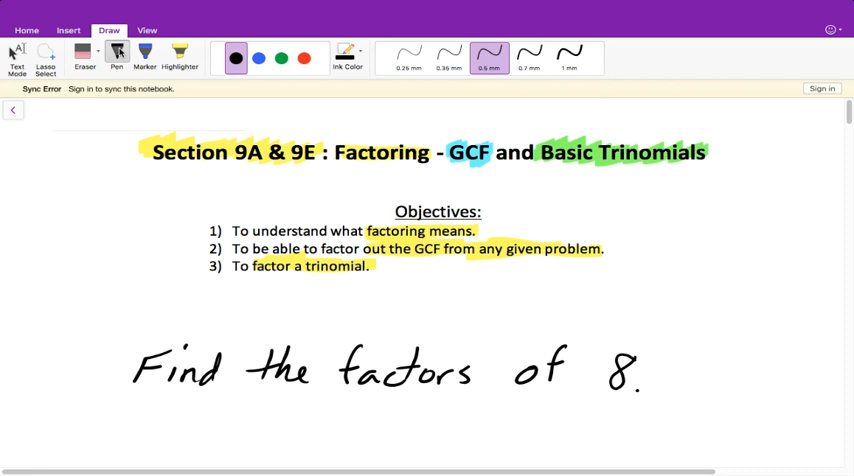 Home Insert Draw View
Text Mode Lasso Select Eraser Pen Marker Highlighter Ink Color 0.25 mm 0.35 mm 0.5 mm 0.7 mm 1 mm
Sync Error Sign in to sync this notebook. Sign in
Section 9A & 9E : Factoring - GCF and Basic Trinomials
Objectives:
1) To understand what factoring means.
2) To be able to factor out the GCF from any given problem.
3) To factor a trinomial.
Find the factors of 8.